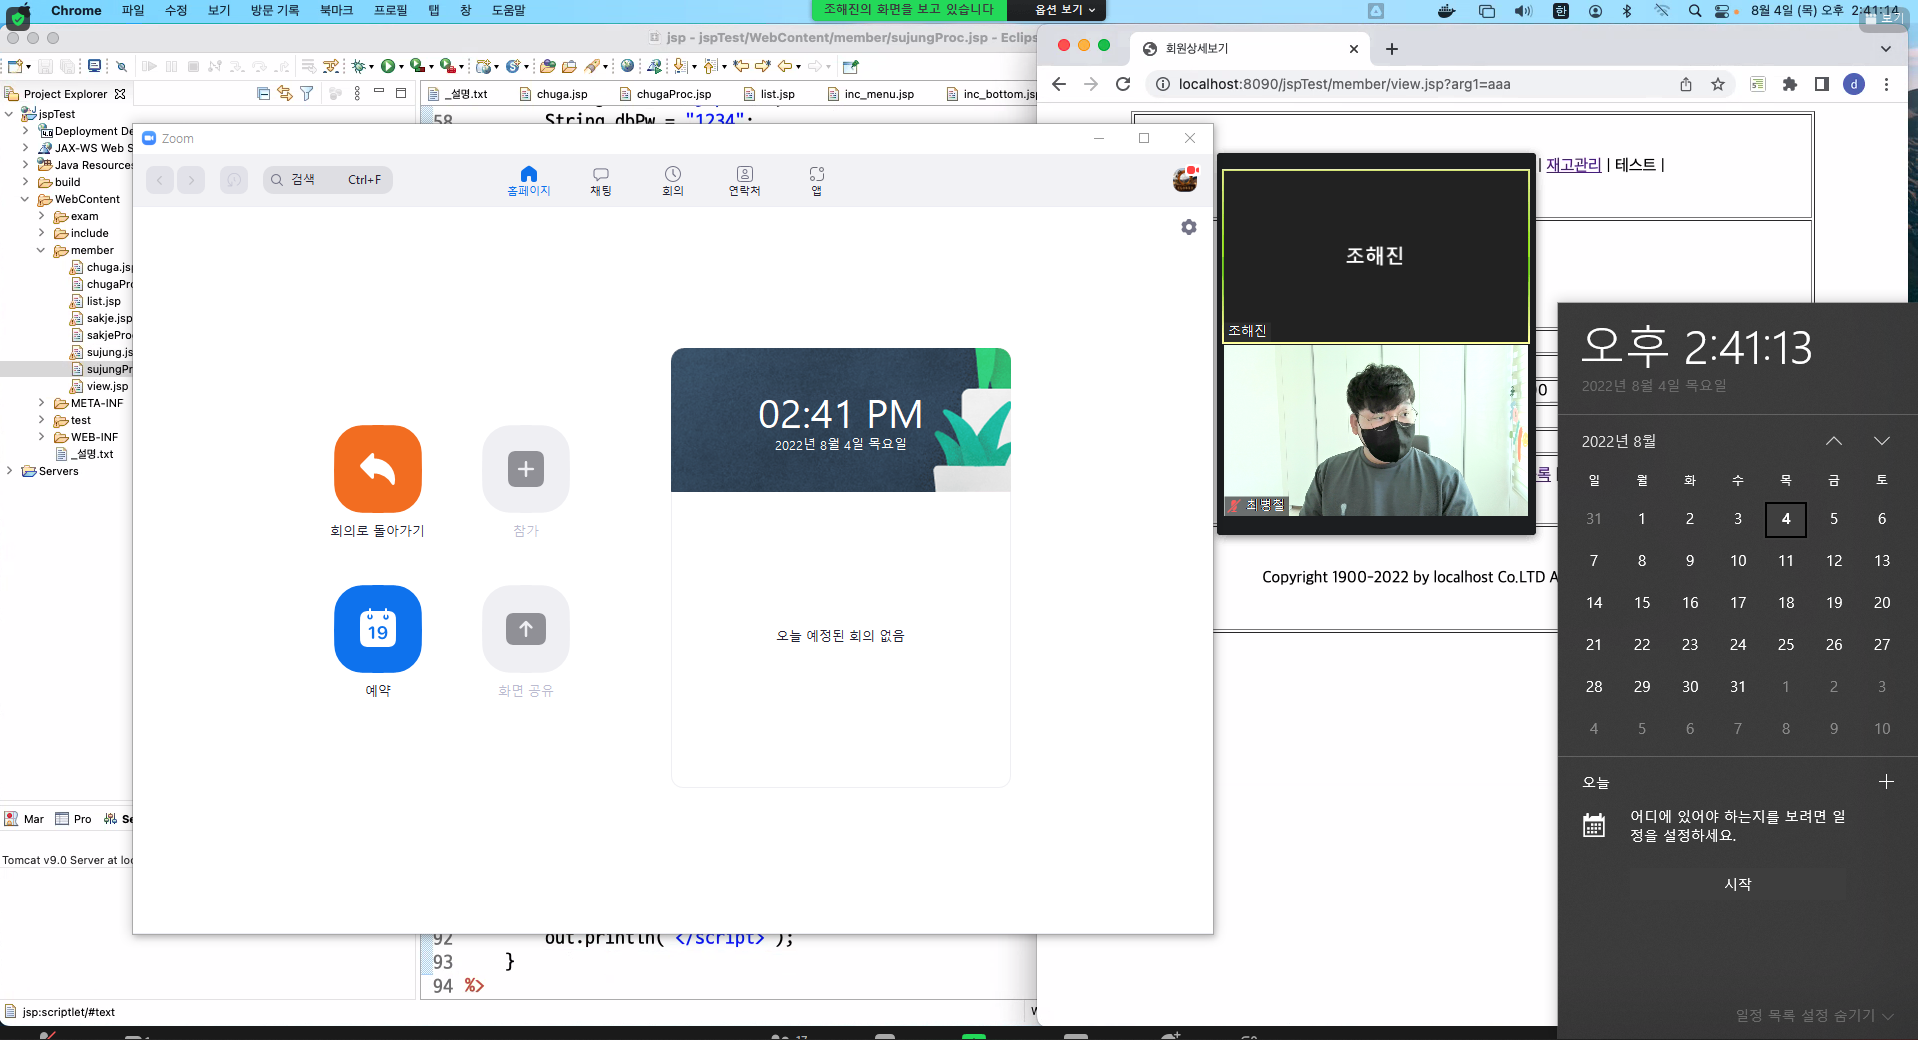 Chrome 파일 수정 보기 방문 기록 북마크 프로필 탭 창 도움말
조해진의 화면을 보고 있습니다 옵션 보기
한 8월 4일 (목) 오후 2:41:14
보기
jsp - jspTest/WebContent/member/sujungProc.jsp - Eclips
Project Explorer
jspTest
Deployment De
JAX-WS Web S
Java Resources
build
WebContent
exam
include
member
chuga.jsp
chugaPro
list.jsp
sakje.jsp
sakjePro
sujung.js
sujungPr
view.jsp
META-INF
test
WEB-INF
_설명.txt
Servers
Mar Pro Se
Tomcat v9.0 Server at loc
jsp:scriptlet/#text
_설명.txt chuga.jsp chugaProc.jsp list.jsp inc_menu.jsp inc_bottom.jsp
58 String dbPw = "1234";
92 out.println("</script>");
93 }
94 %>
Zoom
검색 Ctrl+F
홈페이지 채팅 회의 연락처 앱
회의로 돌아가기
참가
19
예약
화면 공유
02:41 PM
2022년 8월 4일 목요일
오늘 예정된 회의 없음
회원상세보기
localhost:8090/jspTest/member/view.jsp?arg1=aaa
d
| 재고관리 | 테스트 |
록
Copyright 1900-2022 by localhost Co.LTD A
조해진
조해진
최병철
오후 2:41:13
2022년 8월 4일 목요일
2022년 8월
일 월 화 수 목 금 토
31 1 2 3 4 5 6
7 8 9 10 11 12 13
14 15 16 17 18 19 20
21 22 23 24 25 26 27
28 29 30 31 1 2 3
4 5 6 7 8 9 10
오늘
어디에 있어야 하는지를 보려면 일
정을 설정하세요.
시작
일정 목록 설정 숨기기